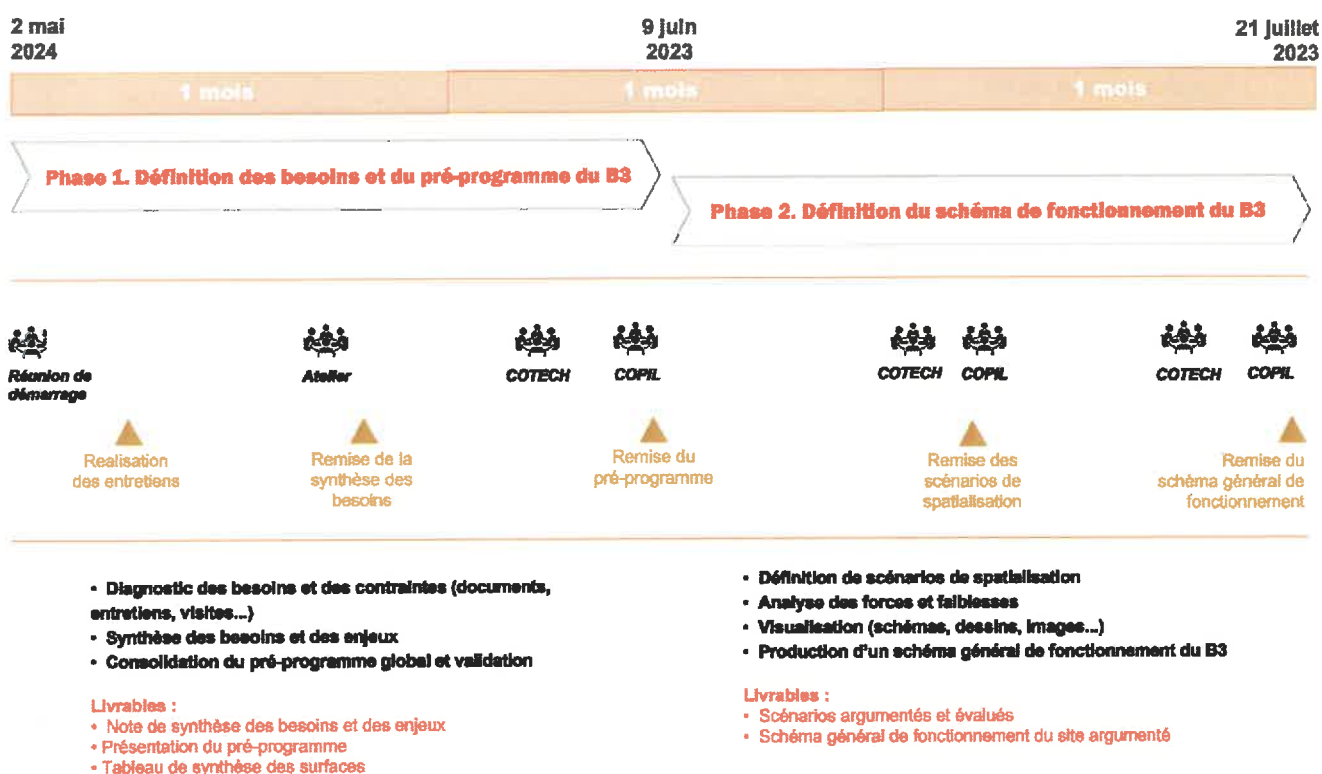 2 mai
2024
9 juin
2023
21 juillet
2023
1 mois
1 mois
1 mois
Phase 1. Définition des besoins et du pré-programme du B3
Phase 2. Définition du schéma de fonctionnement du B3
Réunion de
démarrage
Atelier
COTECH
COPIL
COTECH
COPIL
COTECH
COPIL
Realisation
des entretiens
Remise de la
synthèse des
besoins
Remise du
pré-programme
Remise des
scénarios de
spatialisation
Remise du
schéma général de
fonctionnement
• Diagnostic des besoins et des contraintes (documents,
entretiens, visites...)
• Synthèse des besoins et des enjeux
• Consolidation du pré-programme global et validation
Livrables :
• Note de synthèse des besoins et des enjeux
• Présentation du pré-programme
• Tableau de synthèse des surfaces
• Définition de scénarios de spatialisation
• Analyse des forces et faiblesses
• Visualisation (schémas, dessins, images...)
• Production d'un schéma général de fonctionnement du B3
Livrables :
• Scénarios argumentés et évalués
• Schéma général de fonctionnement du site argumenté